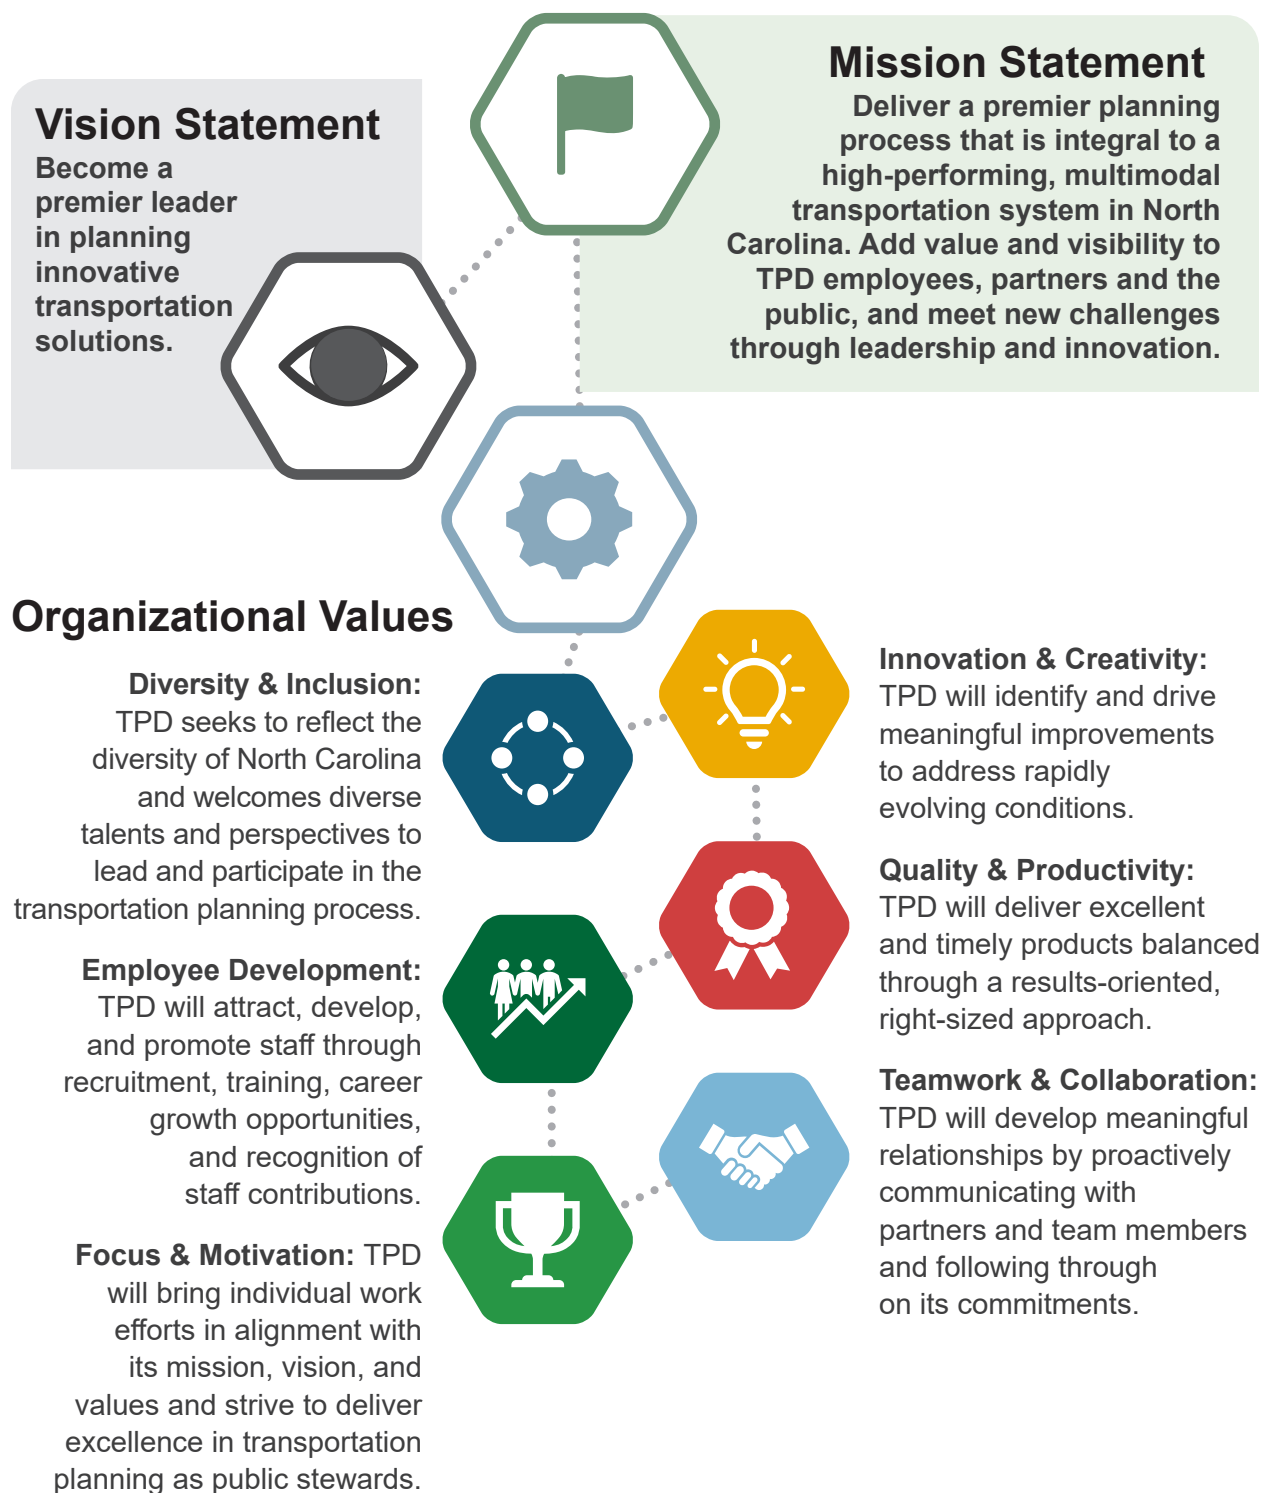 Vision Statement
Become a
premier leader
in planning
innovative
transportation
solutions.
Mission Statement
Deliver a premier planning
process that is integral to a
high-performing, multimodal
transportation system in North
Carolina. Add value and visibility to
TPD employees, partners and the
public, and meet new challenges
through leadership and innovation.
Organizational Values
Diversity & Inclusion:
TPD seeks to reflect the
diversity of North Carolina
and welcomes diverse
talents and perspectives to
lead and participate in the
transportation planning process.
Employee Development:
TPD will attract, develop,
and promote staff through
recruitment, training, career
growth opportunities,
and recognition of
staff contributions.
Focus & Motivation: TPD
will bring individual work
efforts in alignment with
its mission, vision, and
values and strive to deliver
excellence in transportation
planning as public stewards.
Innovation & Creativity:
TPD will identify and drive
meaningful improvements
to address rapidly
evolving conditions.
Quality & Productivity:
TPD will deliver excellent
and timely products balanced
through a results-oriented,
right-sized approach.
Teamwork & Collaboration:
TPD will develop meaningful
relationships by proactively
communicating with
partners and team members
and following through
on its commitments.